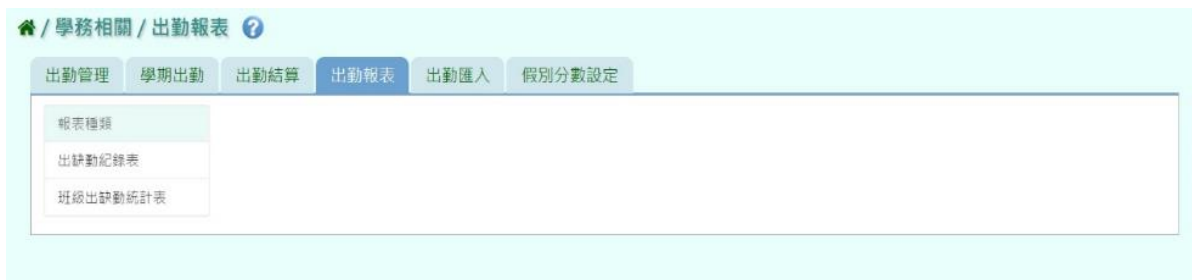 / 學務相關 / 出勤報表 ?
出勤管理 學期出勤 出勤結算 出勤報表 出勤匯入 假別分數設定
報表種類
出缺勤紀錄表
班級出缺勤統計表